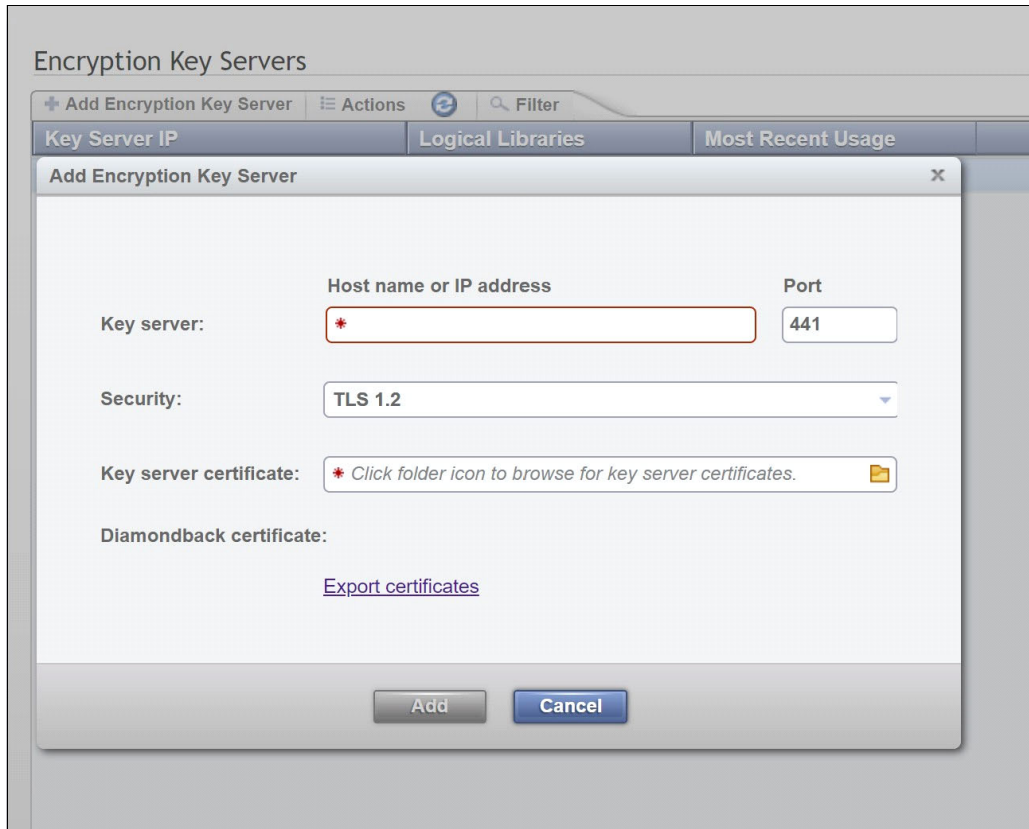 Encryption Key Servers
Add Encryption Key Server Actions Filter
Key Server IP Logical Libraries Most Recent Usage
Add Encryption Key Server x
Host name or IP address Port
Key server: * 441
Security: TLS 1.2
Key server certificate: * Click folder icon to browse for key server certificates.
Diamondback certificate:
Export certificates
Add Cancel